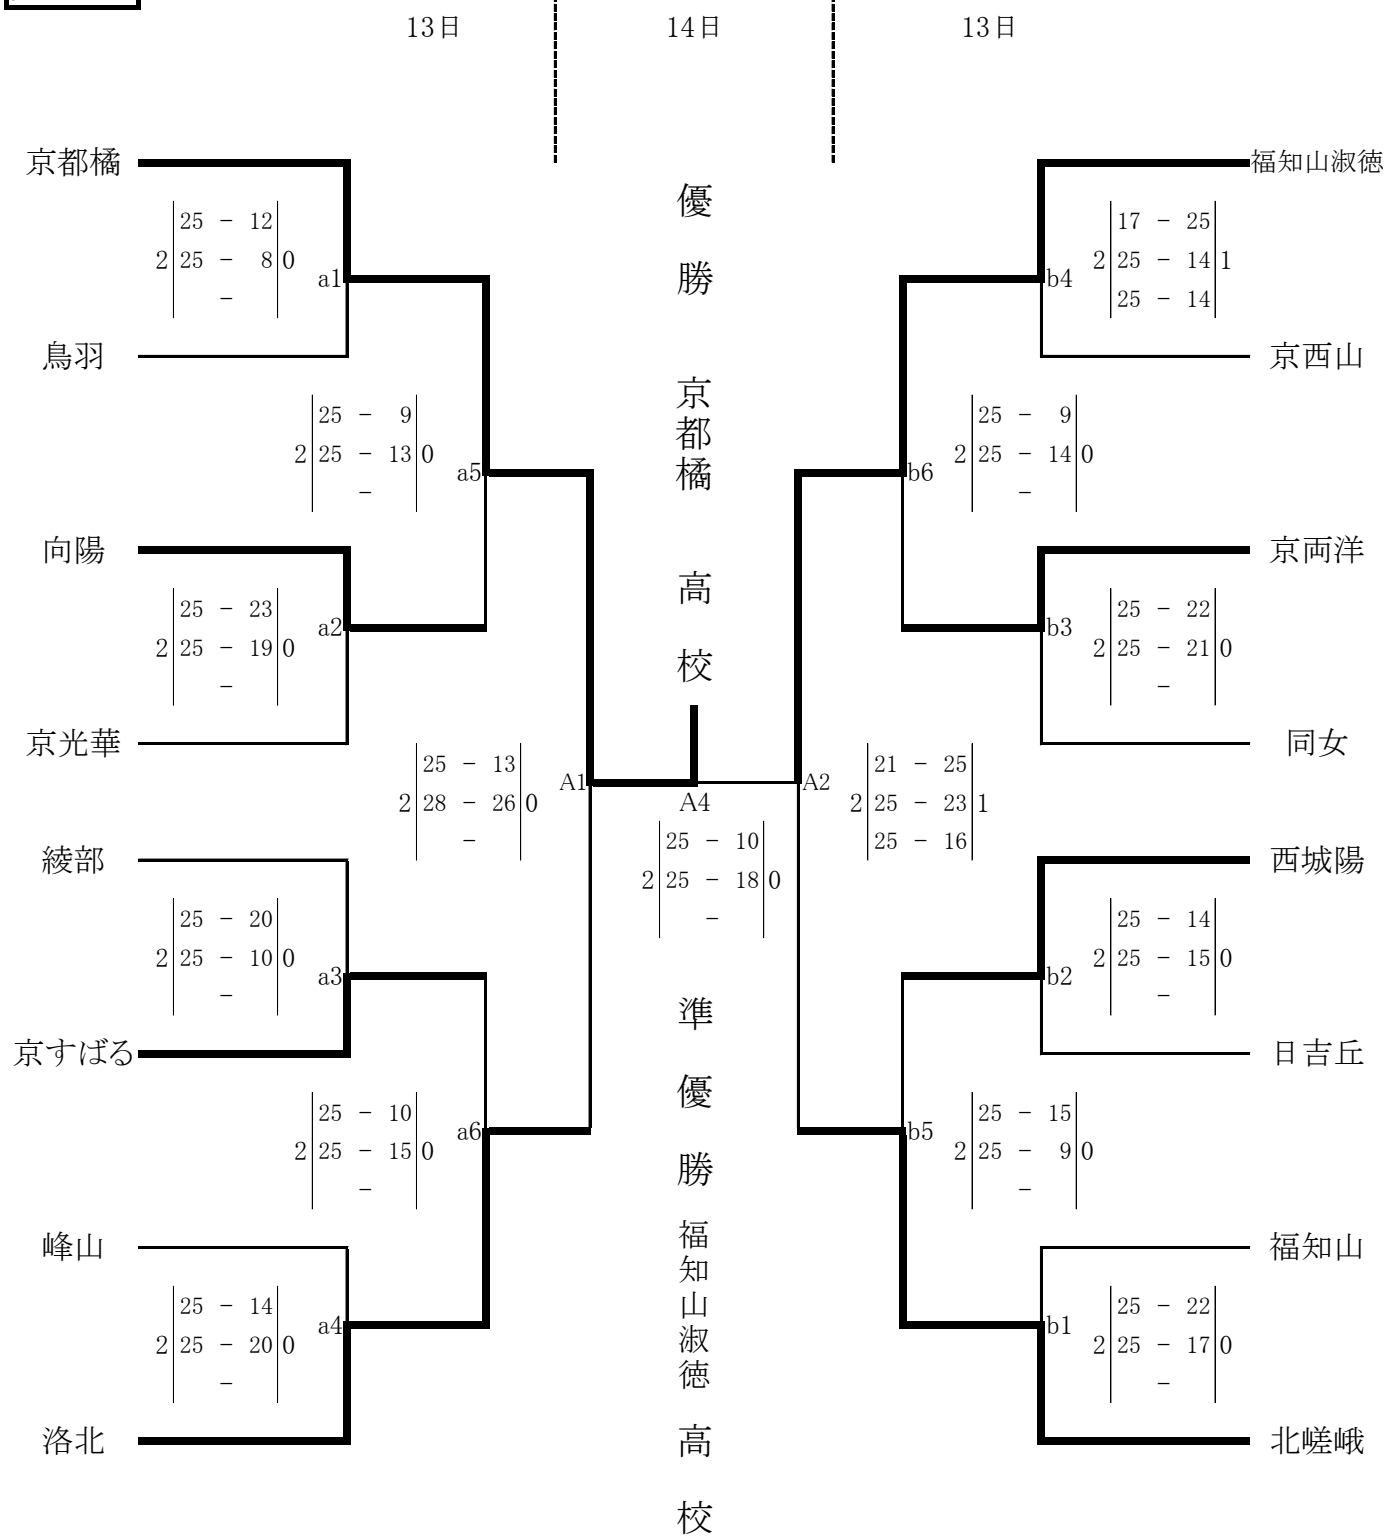 13日
14日
13日
京都橘
25 － 12
2 25 － 8 0
－
a1
鳥羽
25 － 9
2 25 － 13 0
－
a5
向陽
25 － 23
2 25 － 19 0
－
a2
京光華
25 － 13
2 28 － 26 0
－
A1
綾部
25 － 20
2 25 － 10 0
－
a3
京すばる
25 － 10
2 25 － 15 0
－
a6
峰山
25 － 14
2 25 － 20 0
－
a4
洛北
優勝
京都橘
高校
A4
25 － 10
2 25 － 18 0
－
準優勝
福知山淑徳
高校
福知山淑徳
17 － 25
2 25 － 14 1
25 － 14
b4
京西山
25 － 9
2 25 － 14 0
－
b6
京両洋
25 － 22
2 25 － 21 0
－
b3
同女
21 － 25
2 25 － 23 1
25 － 16
A2
西城陽
25 － 14
2 25 － 15 0
－
b2
日吉丘
25 － 15
2 25 － 9 0
－
b5
福知山
25 － 22
2 25 － 17 0
－
b1
北嵯峨